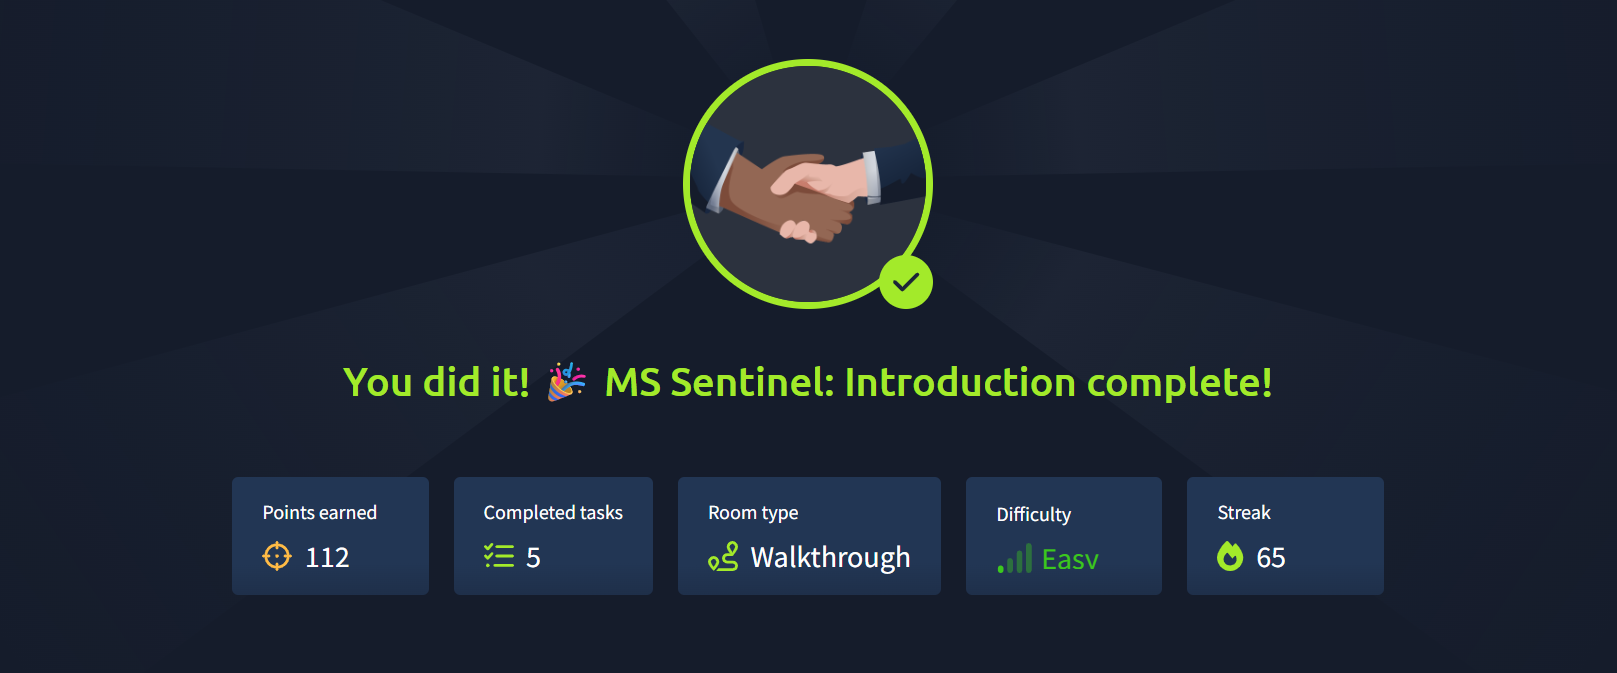 You did it! 🎉 MS Sentinel: Introduction complete!
Points earned
112
Completed tasks
5
Room type
Walkthrough
Difficulty
Easy
Streak
65